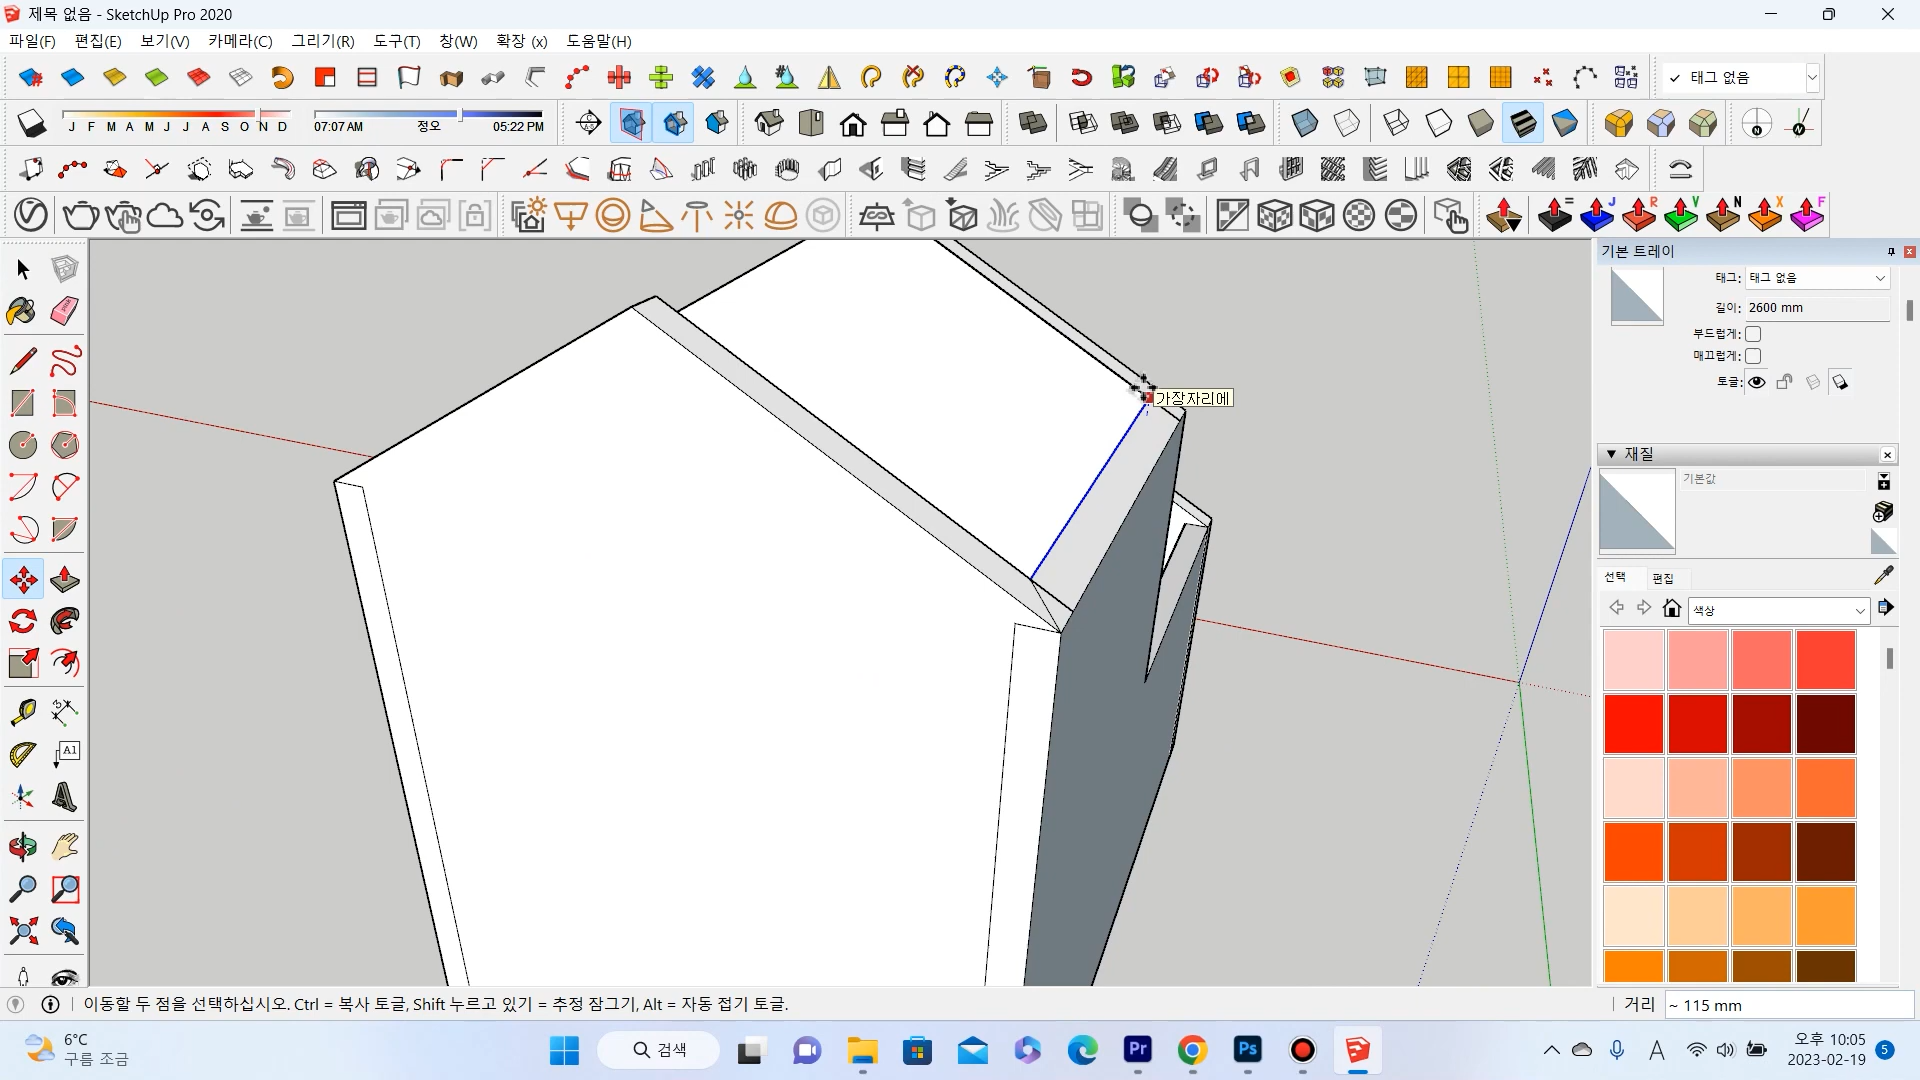 제목 없음 - SketchUp Pro 2020
파일(F) 편집(E) 보기(V) 카메라(C) 그리기(R) 도구(T) 창(W) 확장 (x) 도움말(H)
태그 없음
J F M A M J J A S O N D
07:07 AM 정오 05:22 PM
기본 트레이
태그: 태그 없음
길이: 2600 mm
부드럽게:
매끄럽게:
토글:
가장자리에
재질
기본값
선택 편집
색상
이동할 두 점을 선택하십시오. Ctrl = 복사 토글, Shift 누르고 있기 = 추정 잠그기, Alt = 자동 접기 토글.
거리 ~ 115 mm
6°C
구름 조금
검색
오후 10:05
2023-02-19
5